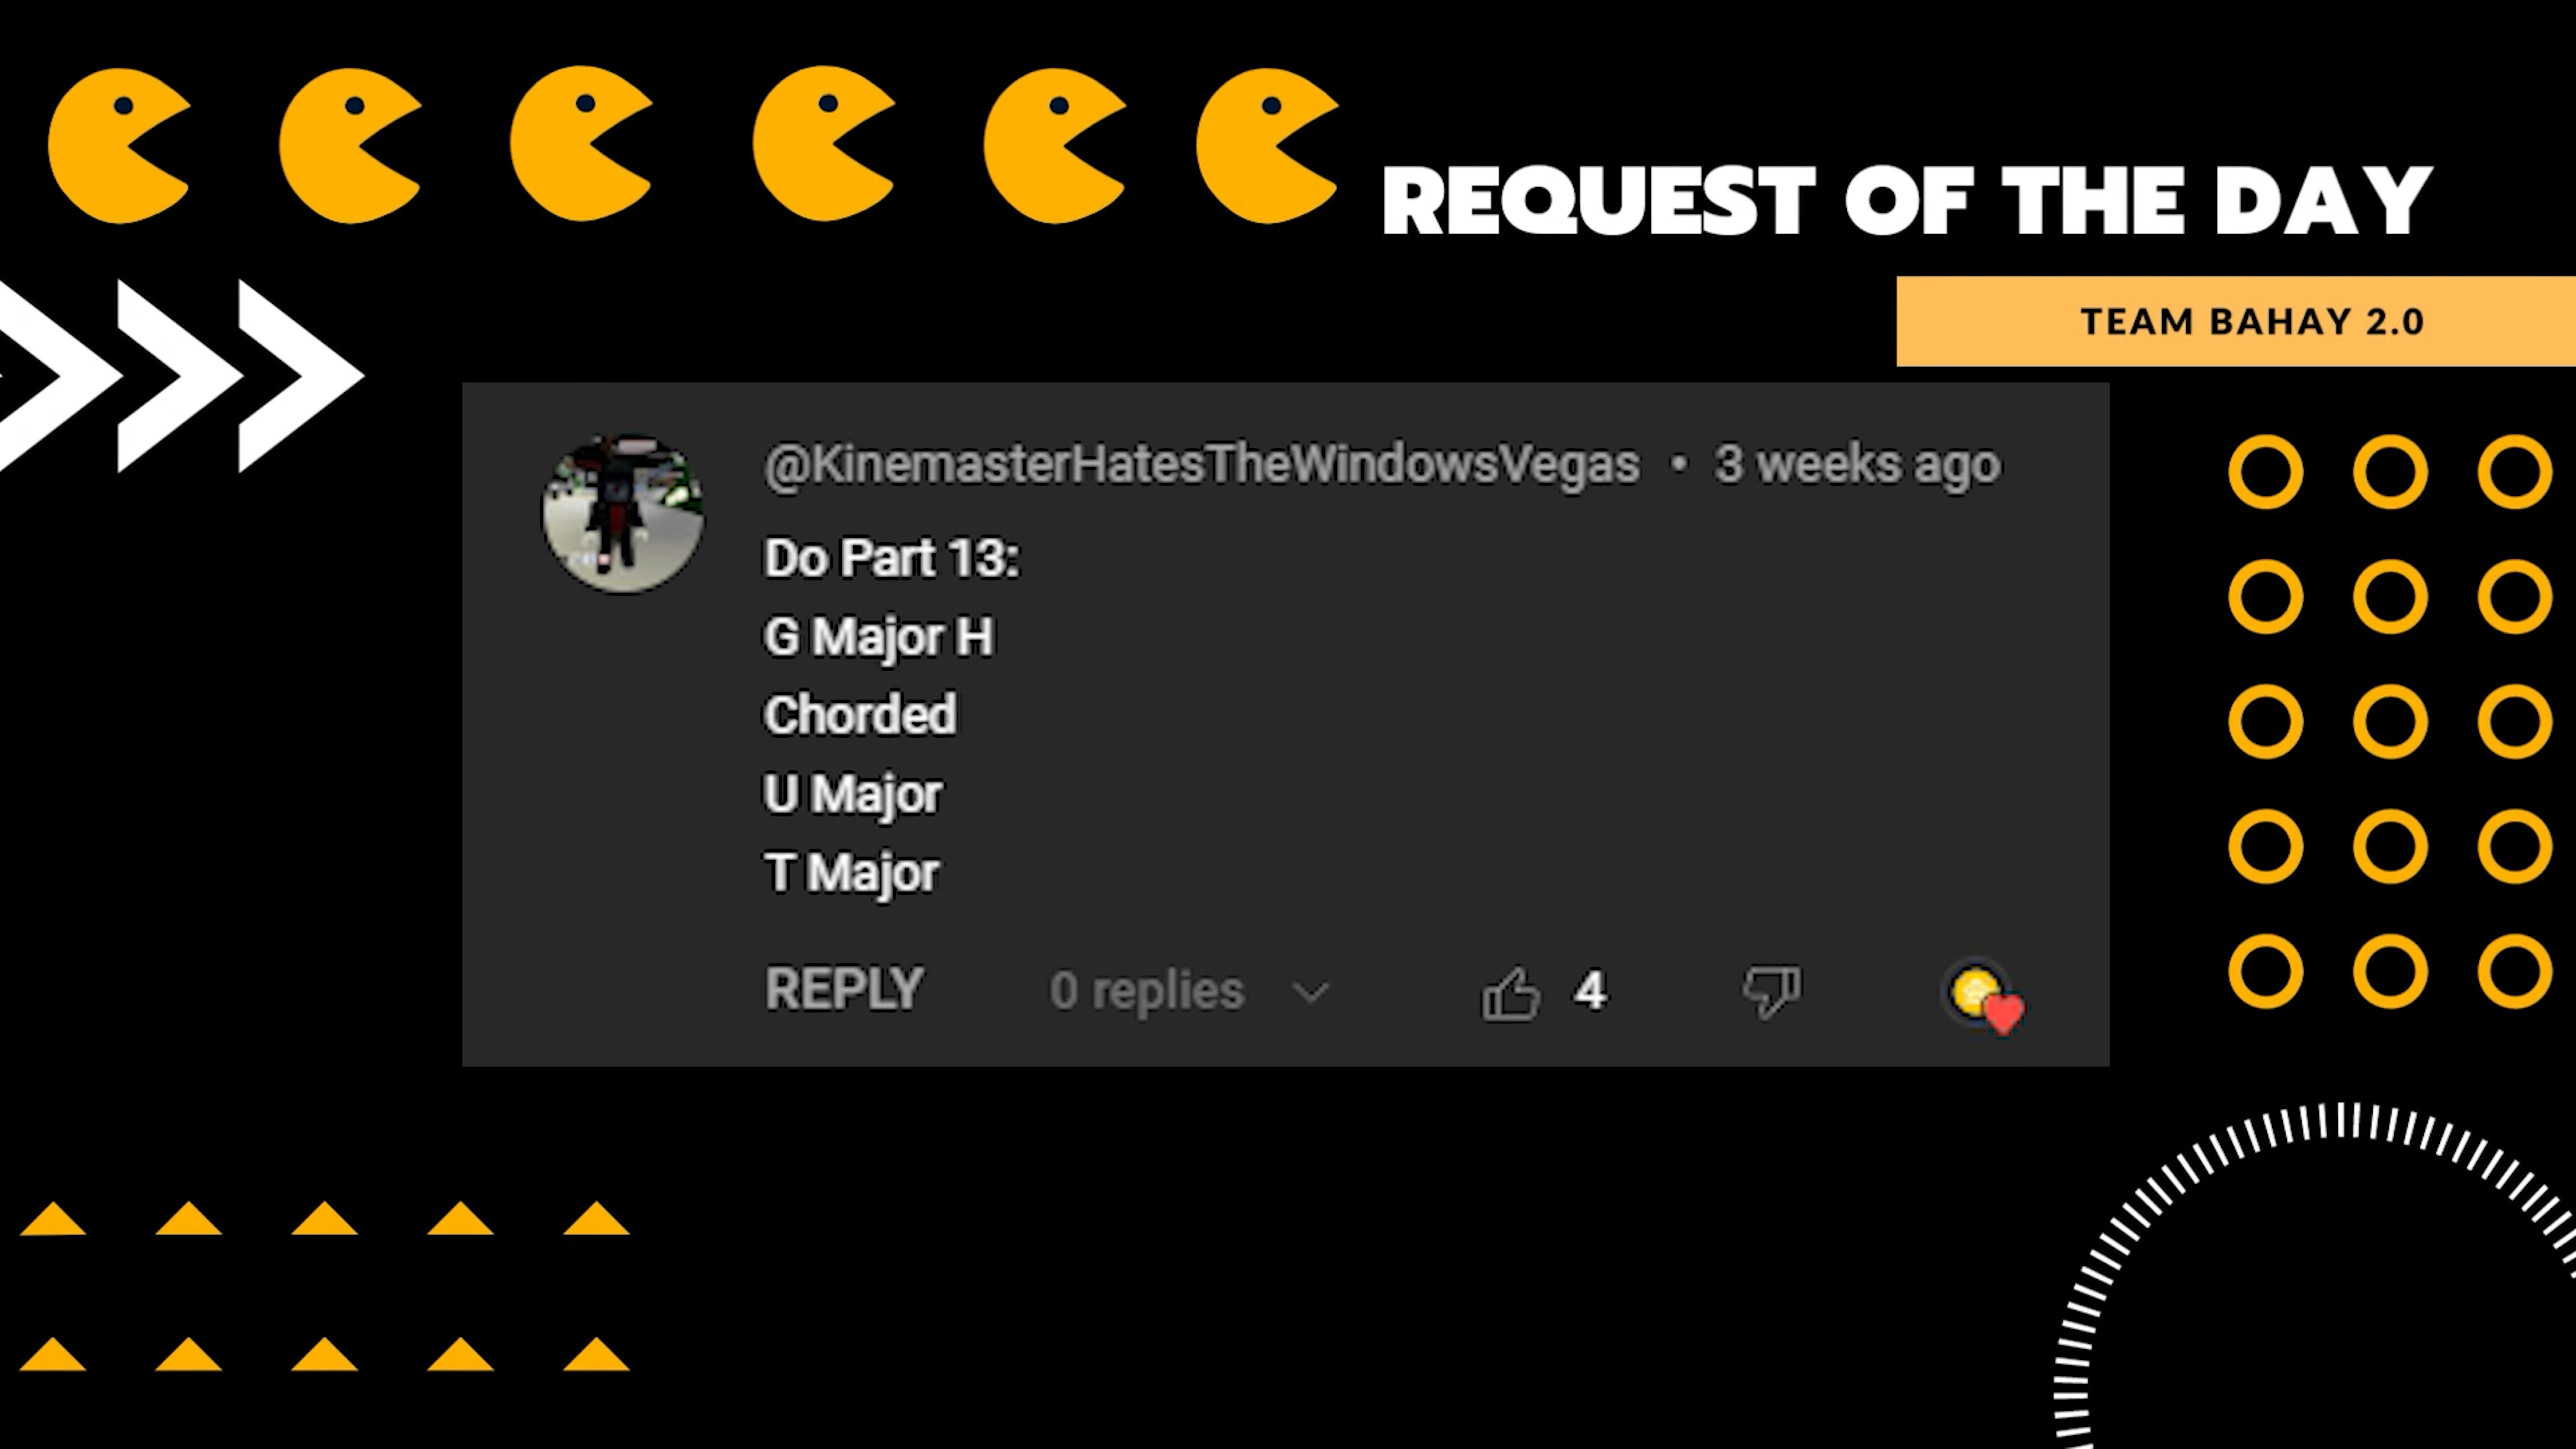 REQUEST OF THE DAY
TEAM BAHAY 2.0
@KinemasterHatesTheWindowsVegas • 3 weeks ago
Do Part 13:
G Major H
Chorded
U Major
T Major
REPLY 0 replies 4